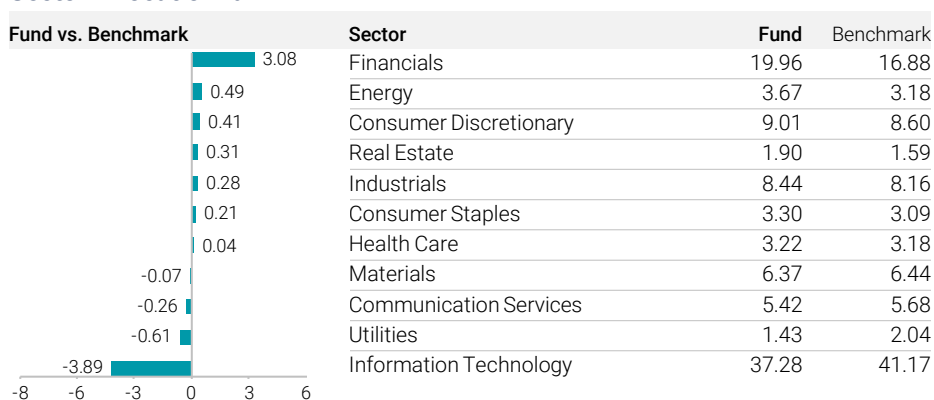 Fund vs. Benchmark Sector Fund Benchmark
3.08 Financials 19.96 16.88
0.49 Energy 3.67 3.18
0.41 Consumer Discretionary 9.01 8.60
0.31 Real Estate 1.90 1.59
0.28 Industrials 8.44 8.16
0.21 Consumer Staples 3.30 3.09
0.04 Health Care 3.22 3.18
-0.07 Materials 6.37 6.44
-0.26 Communication Services 5.42 5.68
-0.61 Utilities 1.43 2.04
-3.89 Information Technology 37.28 41.17
-8 -6 -3 0 3 6